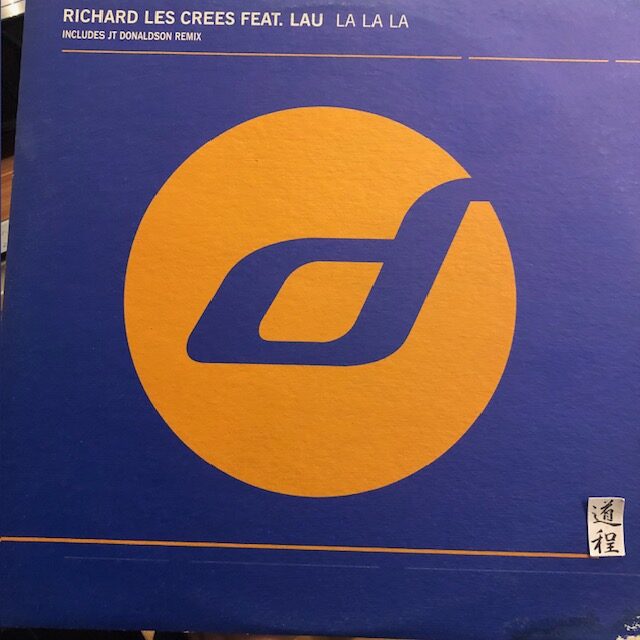 RICHARD LES CREES FEAT. LAU LA LA LA
INCLUDES JT DONALDSON REMIX
道
程